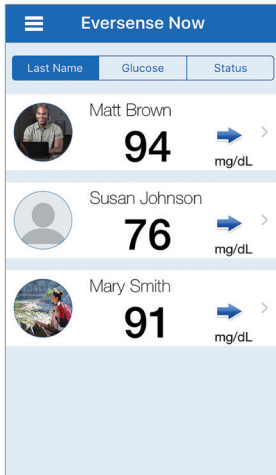 Eversense Now
Last Name Glucose Status
Matt Brown
94
mg/dL
Susan Johnson
76
mg/dL
Mary Smith
91
mg/dL